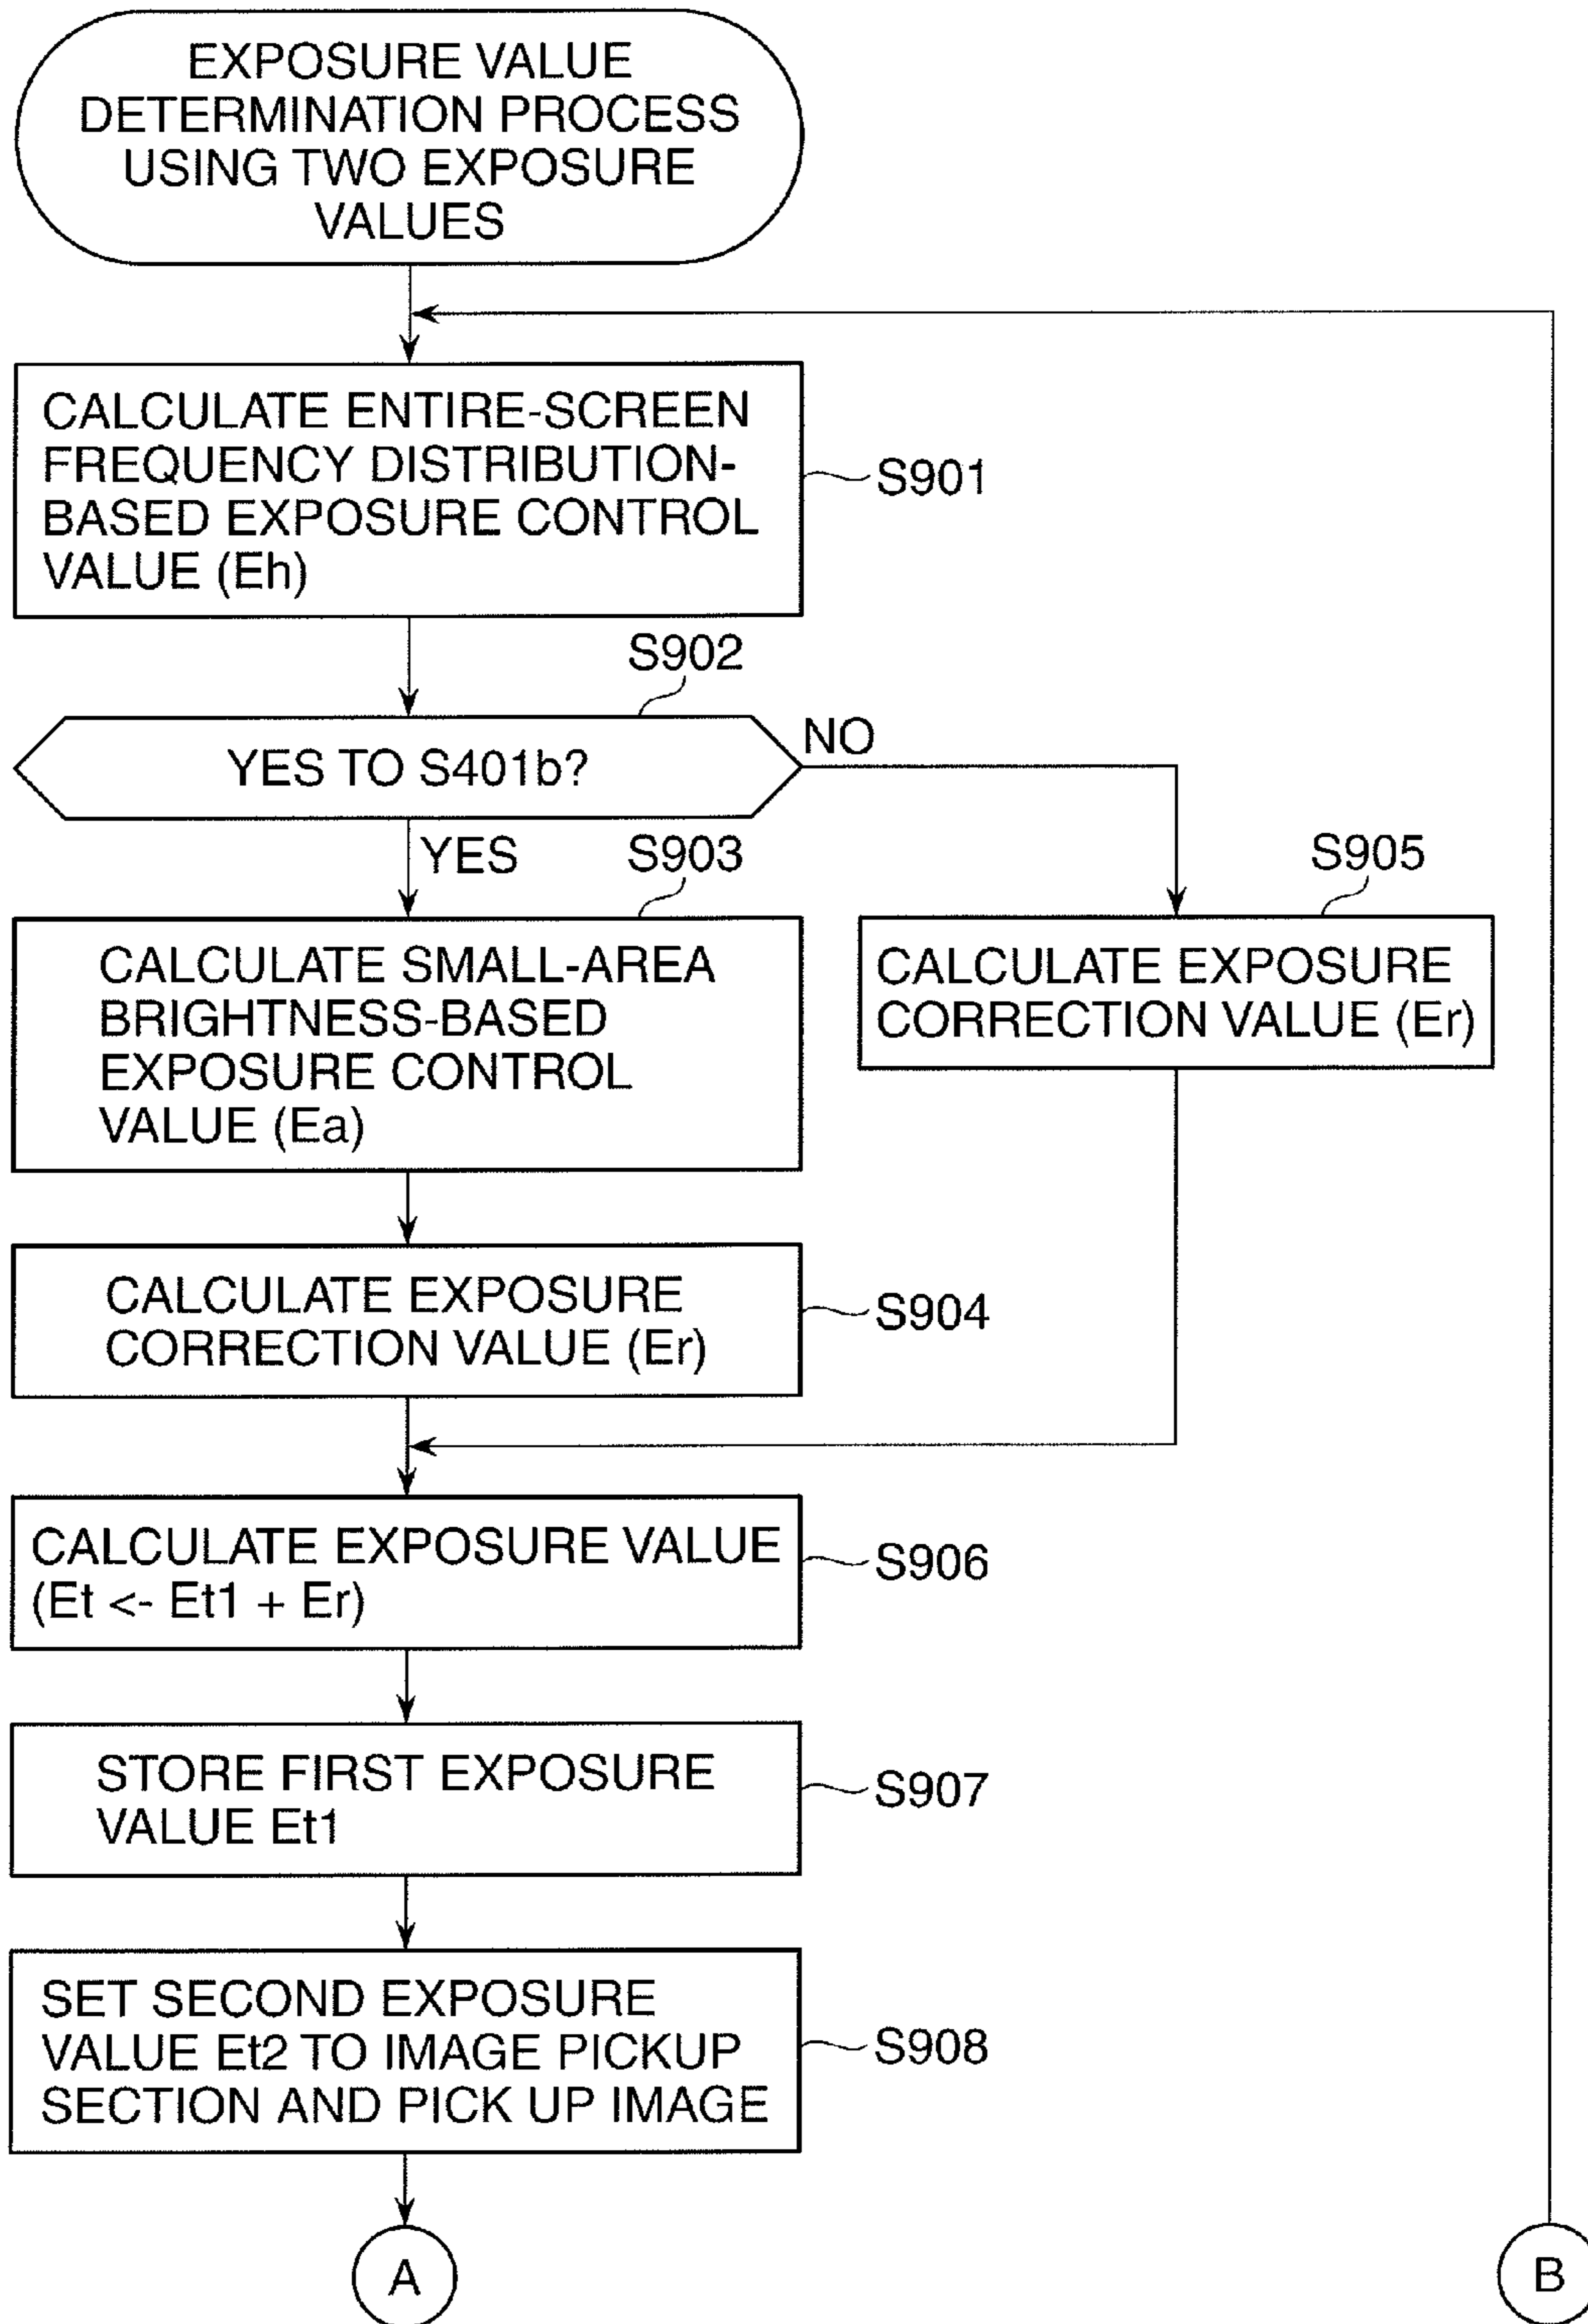 EXPOSURE VALUE
DETERMINATION PROCESS
USING TWO EXPOSURE
VALUES
CALCULATE ENTIRE-SCREEN
FREQUENCY DISTRIBUTION-
BASED EXPOSURE CONTROL
VALUE (Eh)
S901
S902
YES TO S401b?
NO
YES
S903
CALCULATE SMALL-AREA
BRIGHTNESS-BASED
EXPOSURE CONTROL
VALUE (Ea)
S905
CALCULATE EXPOSURE
CORRECTION VALUE (Er)
CALCULATE EXPOSURE
CORRECTION VALUE (Er)
S904
CALCULATE EXPOSURE VALUE
(Et <- Et1 + Er)
S906
STORE FIRST EXPOSURE
VALUE Et1
S907
SET SECOND EXPOSURE
VALUE Et2 TO IMAGE PICKUP
SECTION AND PICK UP IMAGE
S908
A
B